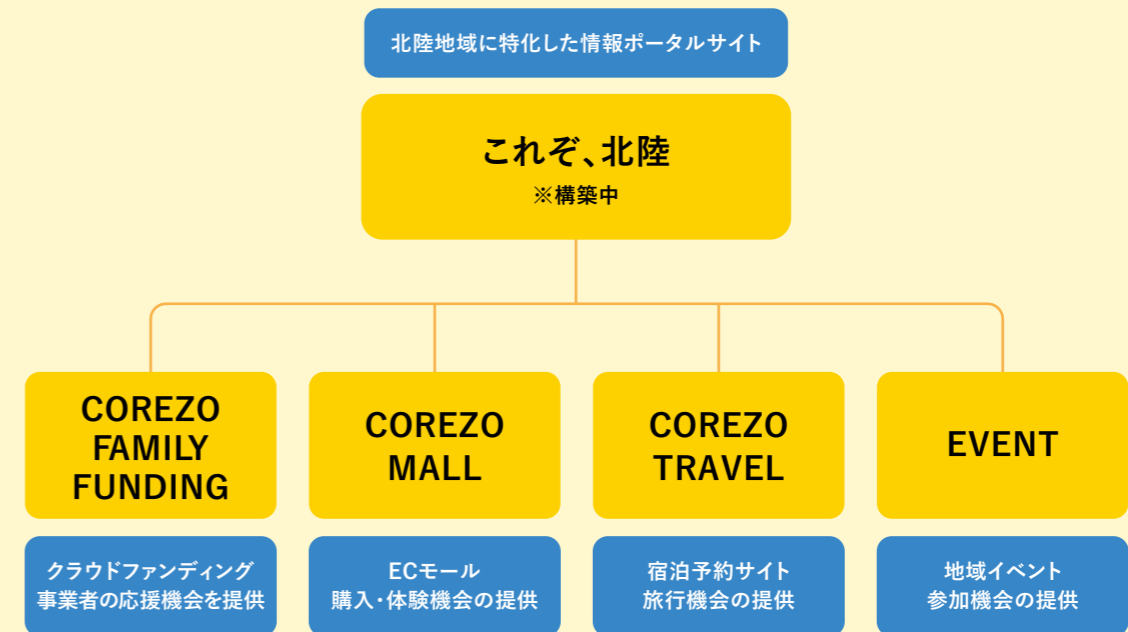 北陸地域に特化した情報ポータルサイト
これぞ、北陸
※構築中
COREZO
FAMILY
FUNDING
クラウドファンディング
事業者の応援機会を提供
COREZO
MALL
ECモール
購入・体験機会の提供
COREZO
TRAVEL
宿泊予約サイト
旅行機会の提供
EVENT
地域イベント
参加機会の提供